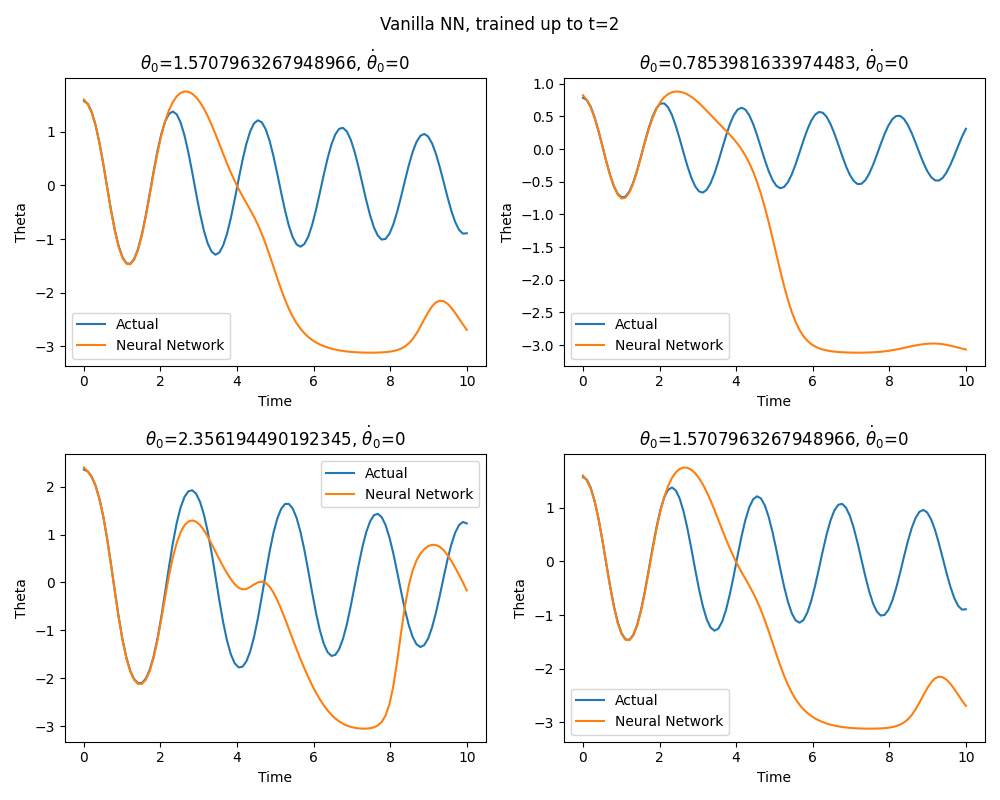 Vanilla NN, trained up to t=2
θ₀=1.5707963267948966, θ̇₀=0
Theta
1
0
−1
−2
−3
Actual
Neural Network
0 2 4 6 8 10
Time
θ₀=0.7853981633974483, θ̇₀=0
Theta
1.0
0.5
0.0
−0.5
−1.0
−1.5
−2.0
−2.5
−3.0
Actual
Neural Network
0 2 4 6 8 10
Time
θ₀=2.356194490192345, θ̇₀=0
Theta
2
1
0
−1
−2
−3
Actual
Neural Network
0 2 4 6 8 10
Time
θ₀=1.5707963267948966, θ̇₀=0
Theta
1
0
−1
−2
−3
Actual
Neural Network
0 2 4 6 8 10
Time